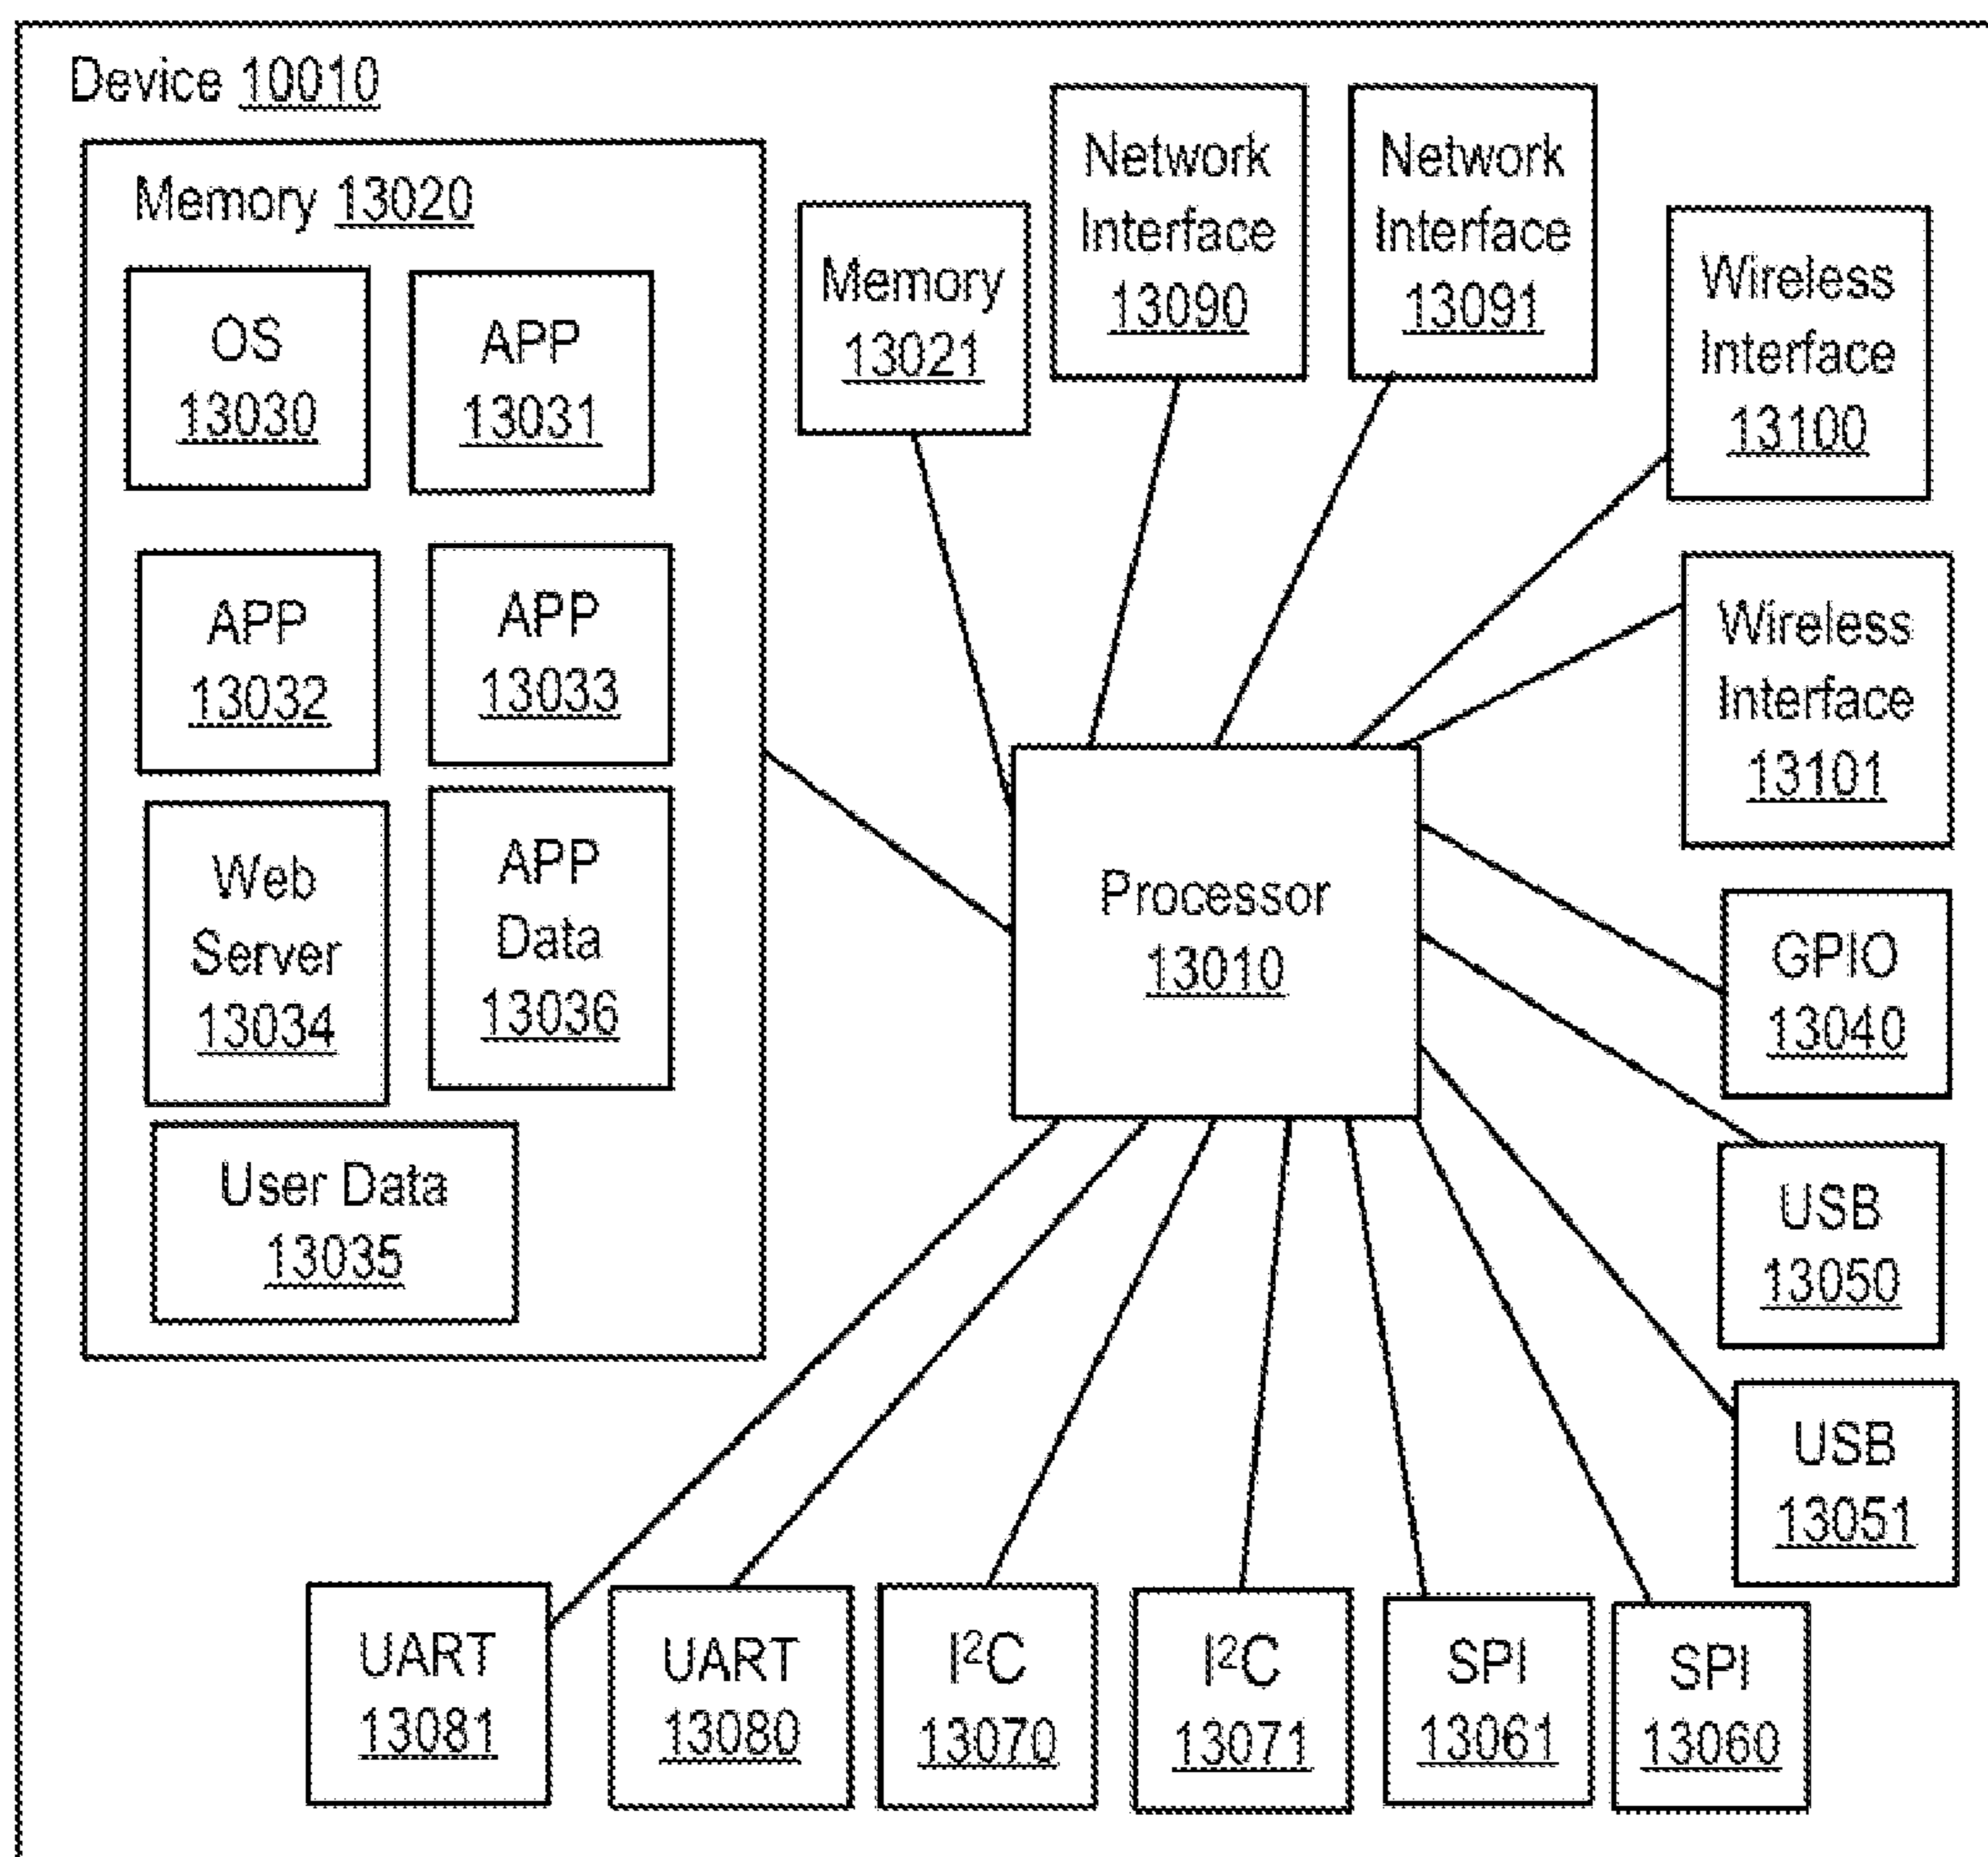 Device 10010
Memory 13020
OS
13030
APP
13031
APP
13032
APP
13033
Web
Server
13034
APP
Data
13036
User Data
13035
Memory
13021
Network
Interface
13090
Network
Interface
13091
Wireless
Interface
13100
Wireless
Interface
13101
Processor
13010
GPIO
13040
USB
13050
USB
13051
UART
13081
UART
13080
I²C
13070
I²C
13071
SPI
13061
SPI
13060